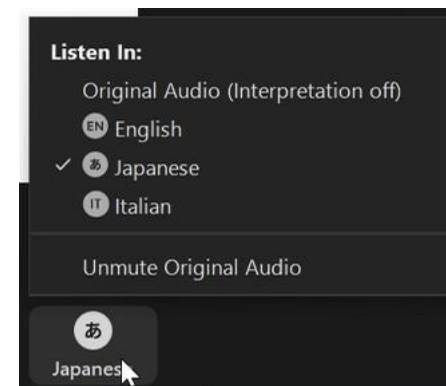 Listen In:
Original Audio (Interpretation off)
EN English
✓ あ Japanese
IT Italian
Unmute Original Audio
あ
Japanes